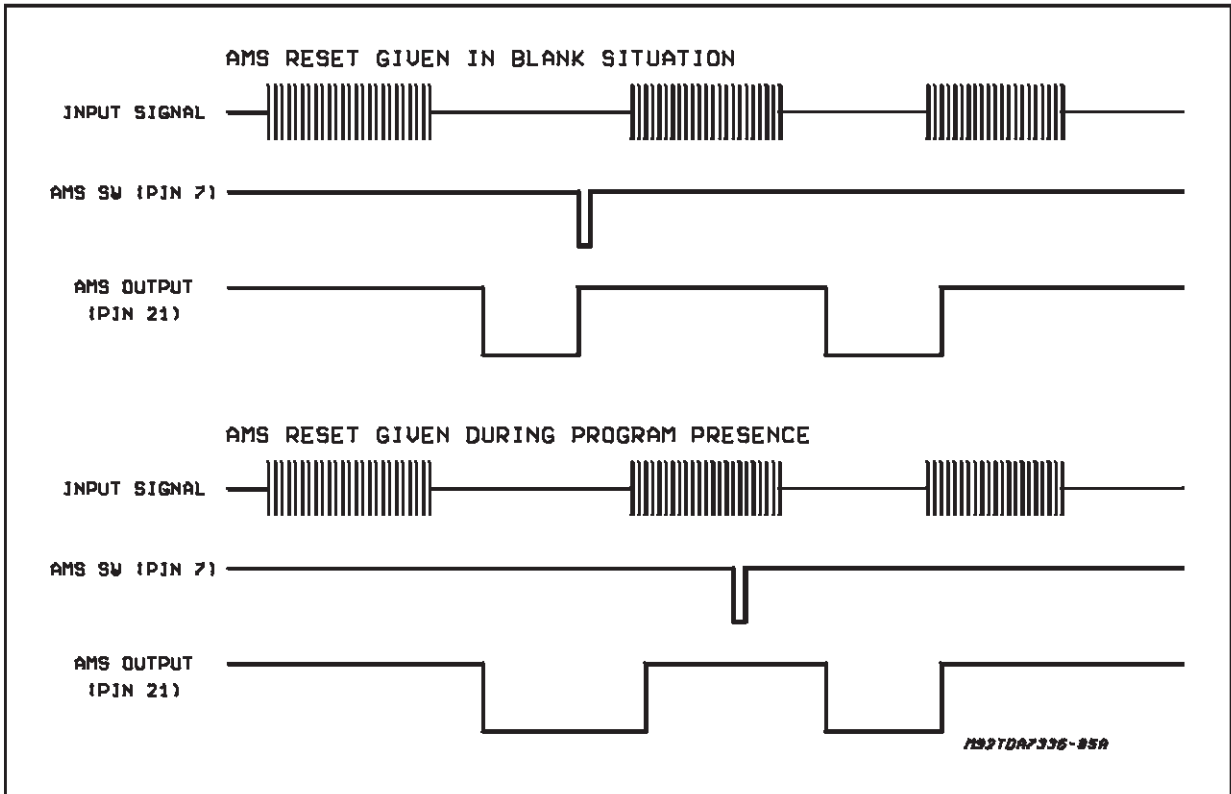 AMS RESET GIVEN IN BLANK SITUATION
INPUT SIGNAL
AMS SW (PIN 7)
AMS OUTPUT
(PIN 21)
AMS RESET GIVEN DURING PROGRAM PRESENCE
INPUT SIGNAL
AMS SW (PIN 7)
AMS OUTPUT
(PIN 21)
M92TDA7336-05A